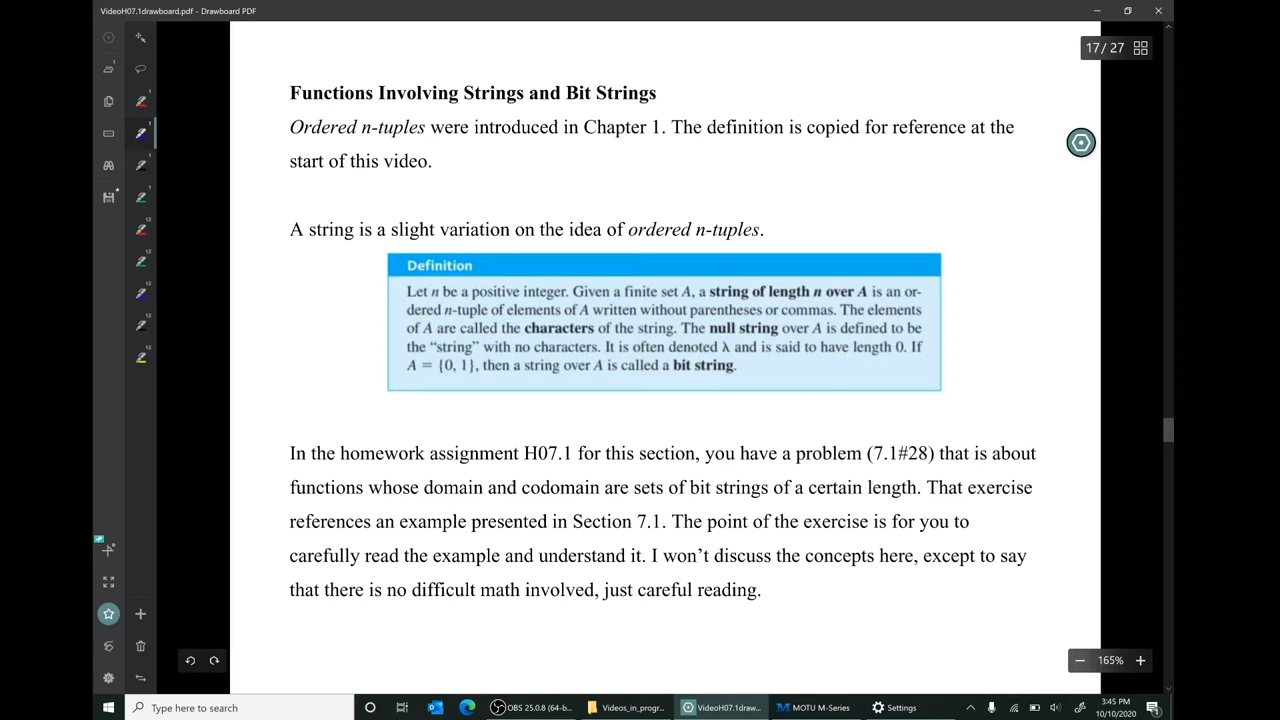 VideoH07.1drawboard.pdf - Drawboard PDF
17 / 27
Functions Involving Strings and Bit Strings
Ordered n-tuples were introduced in Chapter 1. The definition is copied for reference at the
start of this video.
A string is a slight variation on the idea of ordered n-tuples.
Definition
Let n be a positive integer. Given a finite set A, a string of length n over A is an or-
dered n-tuple of elements of A written without parentheses or commas. The elements
of A are called the characters of the string. The null string over A is defined to be
the “string” with no characters. It is often denoted λ and is said to have length 0. If
A = {0, 1}, then a string over A is called a bit string.
In the homework assignment H07.1 for this section, you have a problem (7.1#28) that is about
functions whose domain and codomain are sets of bit strings of a certain length. That exercise
references an example presented in Section 7.1. The point of the exercise is for you to
carefully read the example and understand it. I won’t discuss the concepts here, except to say
that there is no difficult math involved, just careful reading.
165%
Type here to search
OBS 25.0.8 (64-b...
Videos_in_progr...
VideoH07.1draw...
MOTU M-Series
Settings
3:45 PM
10/10/2020